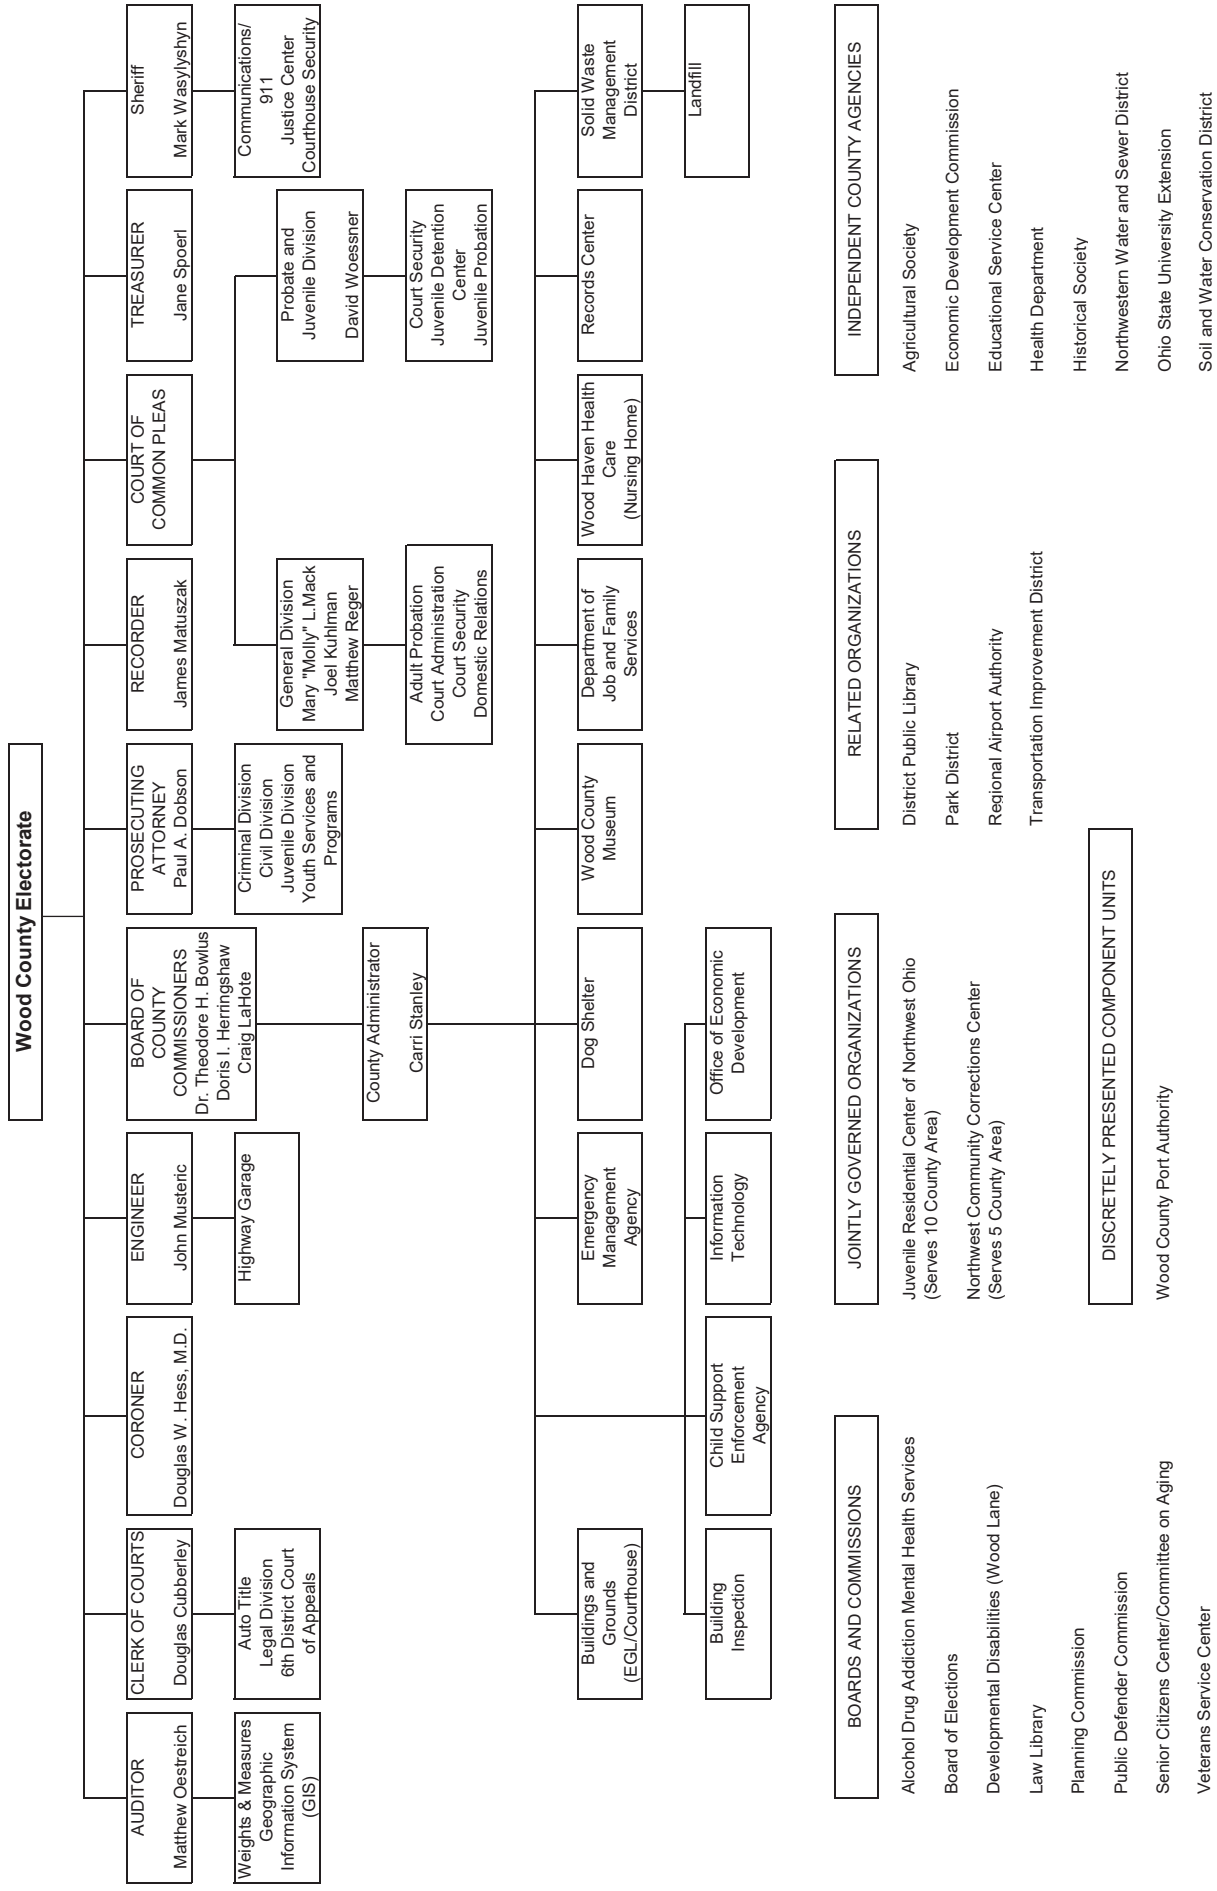 Wood County Electorate
AUDITOR
Matthew Oestreich
CLERK OF COURTS
Douglas Cubberley
CORONER
Douglas W. Hess, M.D.
ENGINEER
John Musteric
BOARD OF
COUNTY
COMMISSIONERS
Dr. Theodore H. Bowlus
Doris I. Herringshaw
Craig LaHote
PROSECUTING
ATTORNEY
Paul A. Dobson
RECORDER
James Matuszak
COURT OF
COMMON PLEAS
TREASURER
Jane Spoerl
Sheriff
Mark Wasylyshyn
Weights & Measures
Geographic
Information System
(GIS)
Auto Title
Legal Division
6th District Court
of Appeals
Highway Garage
Criminal Division
Civil Division
Juvenile Division
Youth Services and
Programs
Communications/
911
Justice Center
Courthouse Security
General Division
Mary "Molly" L.Mack
Joel Kuhlman
Matthew Reger
Probate and
Juvenile Division
David Woessner
County Administrator
Carri Stanley
Adult Probation
Court Administration
Court Security
Domestic Relations
Court Security
Juvenile Detention
Center
Juvenile Probation
Buildings and
Grounds
(EGL/Courthouse)
Emergency
Management
Agency
Dog Shelter
Wood County
Museum
Department of
Job and Family
Services
Wood Haven Health
Care
(Nursing Home)
Records Center
Solid Waste
Management
District
Building
Inspection
Child Support
Enforcement
Agency
Information
Technology
Office of Economic
Development
Landfill
BOARDS AND COMMISSIONS
Alcohol Drug Addiction Mental Health Services
Board of Elections
Developmental Disabilities (Wood Lane)
Law Library
Planning Commission
Public Defender Commission
Senior Citizens Center/Committee on Aging
Veterans Service Center
JOINTLY GOVERNED ORGANIZATIONS
Juvenile Residential Center of Northwest Ohio
(Serves 10 County Area)
Northwest Community Corrections Center
(Serves 5 County Area)
DISCRETELY PRESENTED COMPONENT UNITS
Wood County Port Authority
RELATED ORGANIZATIONS
District Public Library
Park District
Regional Airport Authority
Transportation Improvement District
INDEPENDENT COUNTY AGENCIES
Agricultural Society
Economic Development Commission
Educational Service Center
Health Department
Historical Society
Northwestern Water and Sewer District
Ohio State University Extension
Soil and Water Conservation District